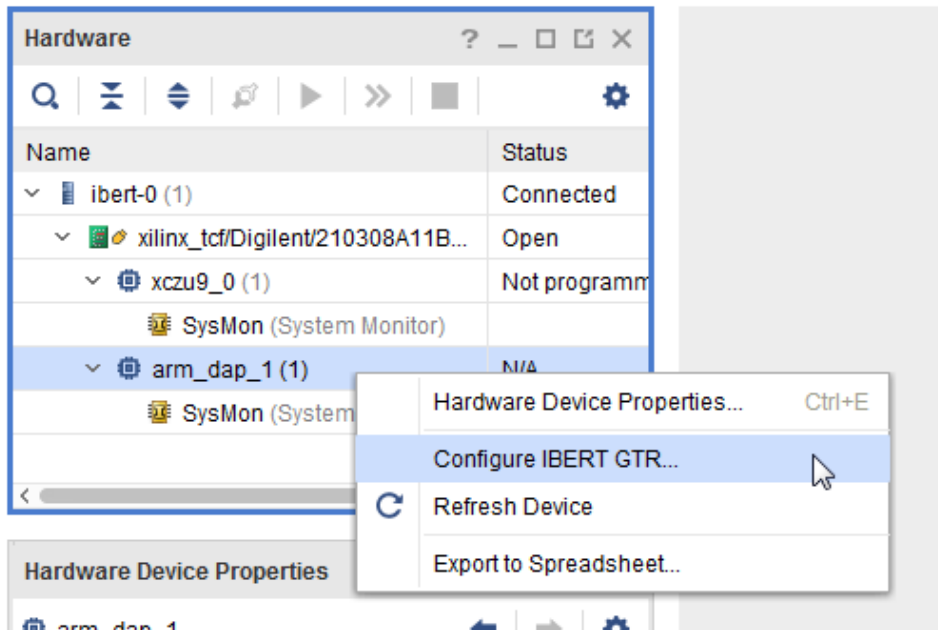 Hardware
Name Status
ibert-0 (1) Connected
xilinx_tcf/Digilent/210308A11B... Open
xczu9_0 (1) Not programm
SysMon (System Monitor)
arm_dap_1 (1) N/A
SysMon (System
Hardware Device Properties... Ctrl+E
Configure IBERT GTR...
Refresh Device
Export to Spreadsheet...
Hardware Device Properties
arm_dap_1